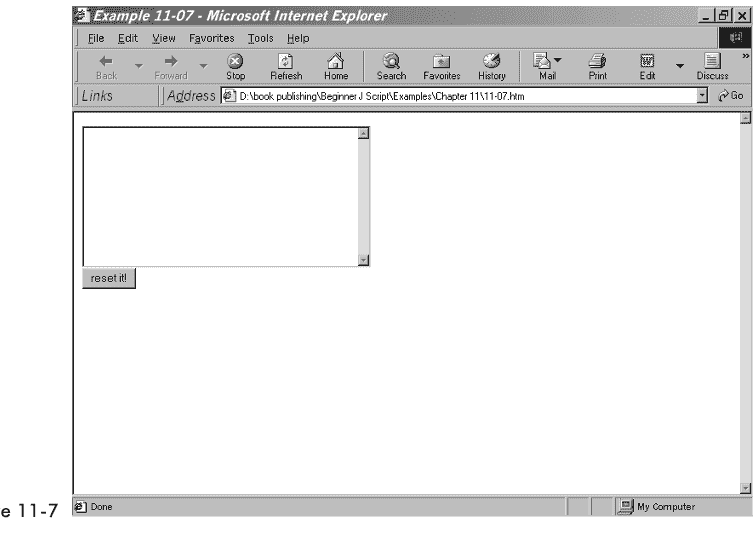 Example 11-07 - Microsoft Internet Explorer
File Edit View Favorites Tools Help
Back Forward Stop Refresh Home Search Favorites History Mail Print Edit Discuss
Links Address D:\book publishing\Beginner J Script\Examples\Chapter 11\11-07.htm Go
reset it!
e 11-7
Done My Computer